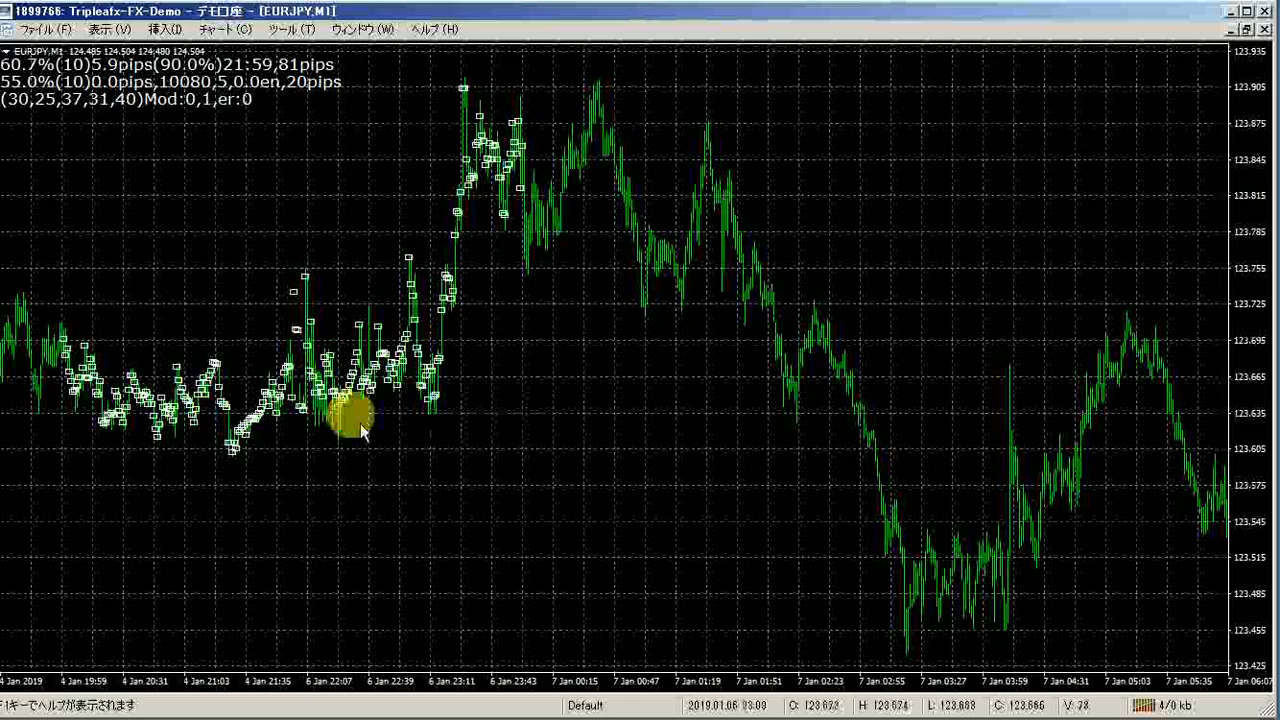 1899766: Tripleafx-FX-Demo - デモ口座 - [EURJPY,M1]
ファイル(F) 表示(V) 挿入(I) チャート(C) ツール(T) ウィンドウ(W) ヘルプ(H)
EURJPY,M1 124.485 124.504 124.480 124.504
60.7%(10)5.9pips(90.0%)21:59,81pips
55.0%(10)0.0pips,10080,5,0.0en,20pips
(30,25,37,31,40)Mod:0,1,er:0
123.935
123.905
123.875
123.845
123.815
123.785
123.755
123.725
123.695
123.665
123.635
123.605
123.575
123.545
123.515
123.485
123.455
123.425
4 Jan 2019 4 Jan 19:59 4 Jan 20:31 4 Jan 21:03 4 Jan 21:35 6 Jan 22:07 6 Jan 22:39 6 Jan 23:11 6 Jan 23:43 7 Jan 00:15 7 Jan 00:47 7 Jan 01:19 7 Jan 01:51 7 Jan 02:23 7 Jan 02:55 7 Jan 03:27 7 Jan 03:59 7 Jan 04:31 7 Jan 05:03 7 Jan 05:35 7 Jan 06:07
F1キーでヘルプが表示されます Default V: 78 4/0 kb